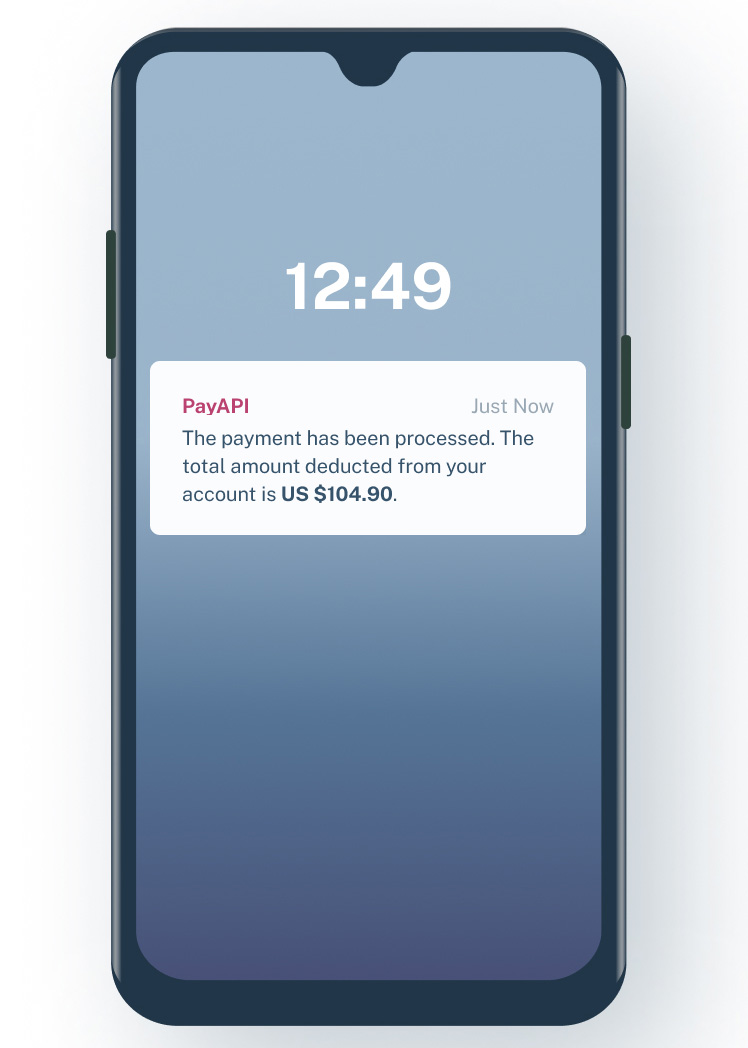 12:49
PayAPI Just Now
The payment has been processed. The
total amount deducted from your
account is US $104.90.